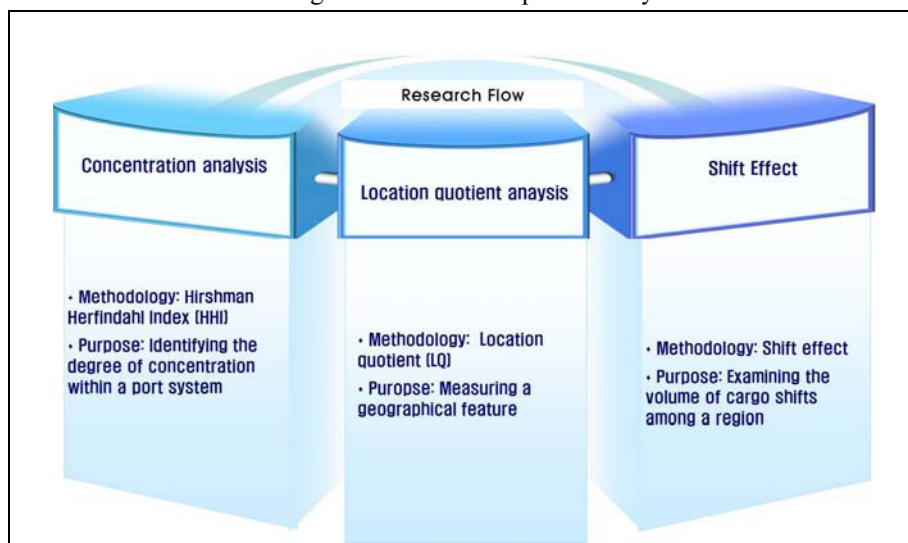 Research Flow
Concentration analysis
Location quotient anaysis
Shift Effect
• Methodology: Hirshman
Herfindahl Index (HHI)
• Purpose: Identifying the
degree of concentration
within a port system
• Methodology: Location
quotient (LQ)
• Puropse: Measuring a
geographical feature
• Methodology: Shift effect
• Purpose: Examining the
volume of cargo shifts
among a region